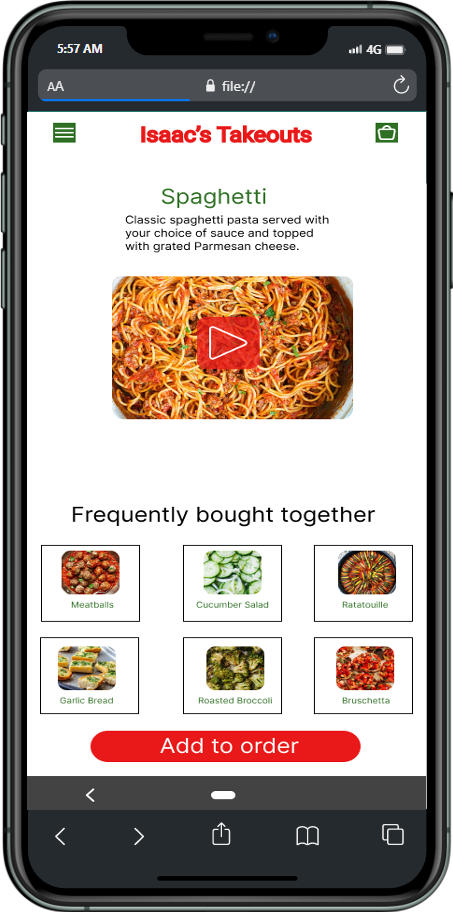 5:57 AM
4G
AA
file://
Isaac's Takeouts
Spaghetti
Classic spaghetti pasta served with
your choice of sauce and topped
with grated Parmesan cheese.
Frequently bought together
Meatballs
Cucumber Salad
Ratatouille
Garlic Bread
Roasted Broccoli
Bruschetta
Add to order